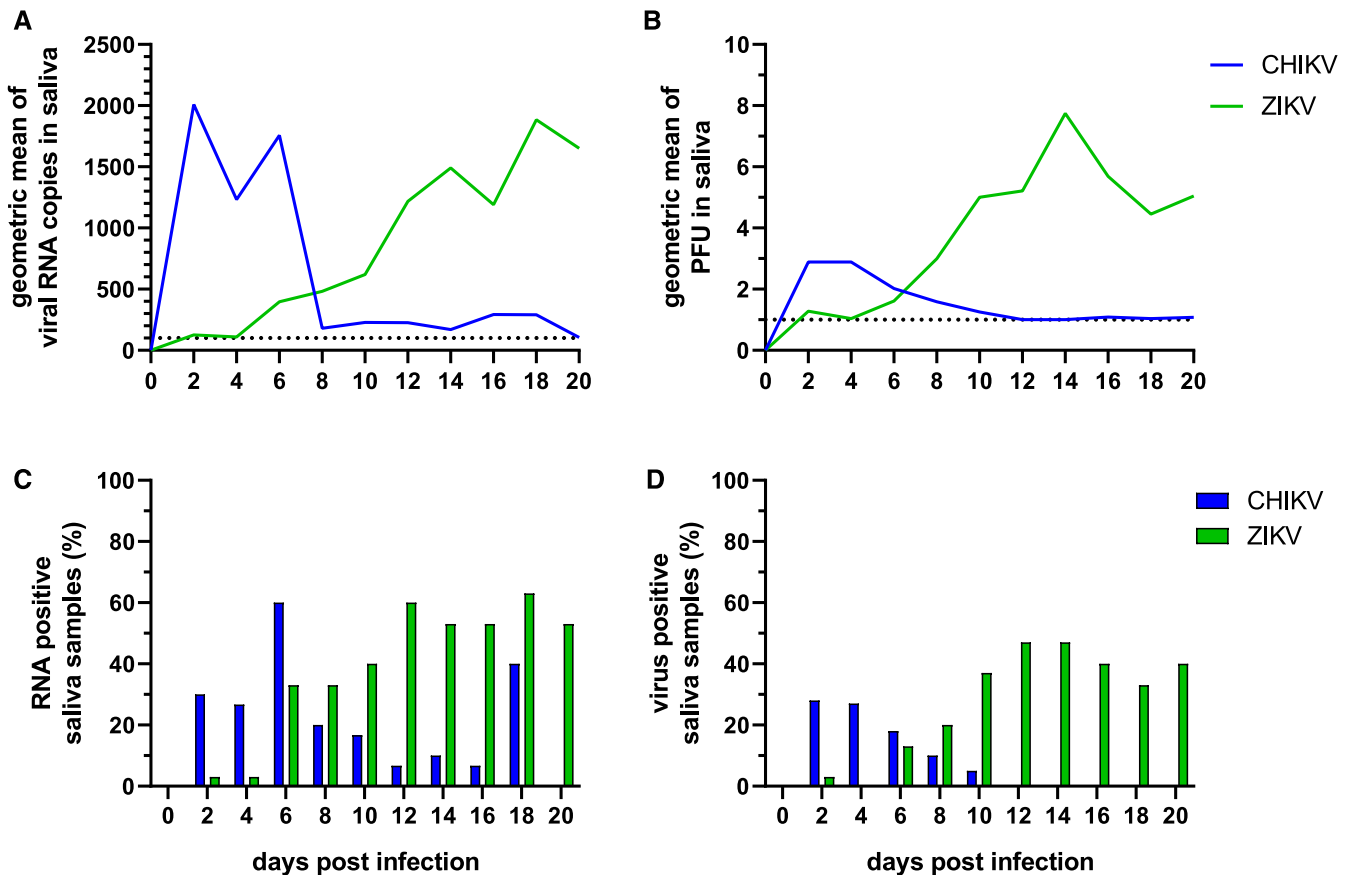 A
geometric mean of
viral RNA copies in saliva
2500
2000
1500
1000
500
0
0 2 4 6 8 10 12 14 16 18 20
B
geometric mean of
PFU in saliva
10
8
6
4
2
0
0 2 4 6 8 10 12 14 16 18 20
CHIKV
ZIKV
C
RNA positive
saliva samples (%)
100
80
60
40
20
0
0 2 4 6 8 10 12 14 16 18 20
days post infection
D
virus positive
saliva samples (%)
100
80
60
40
20
0
0 2 4 6 8 10 12 14 16 18 20
days post infection
CHIKV
ZIKV